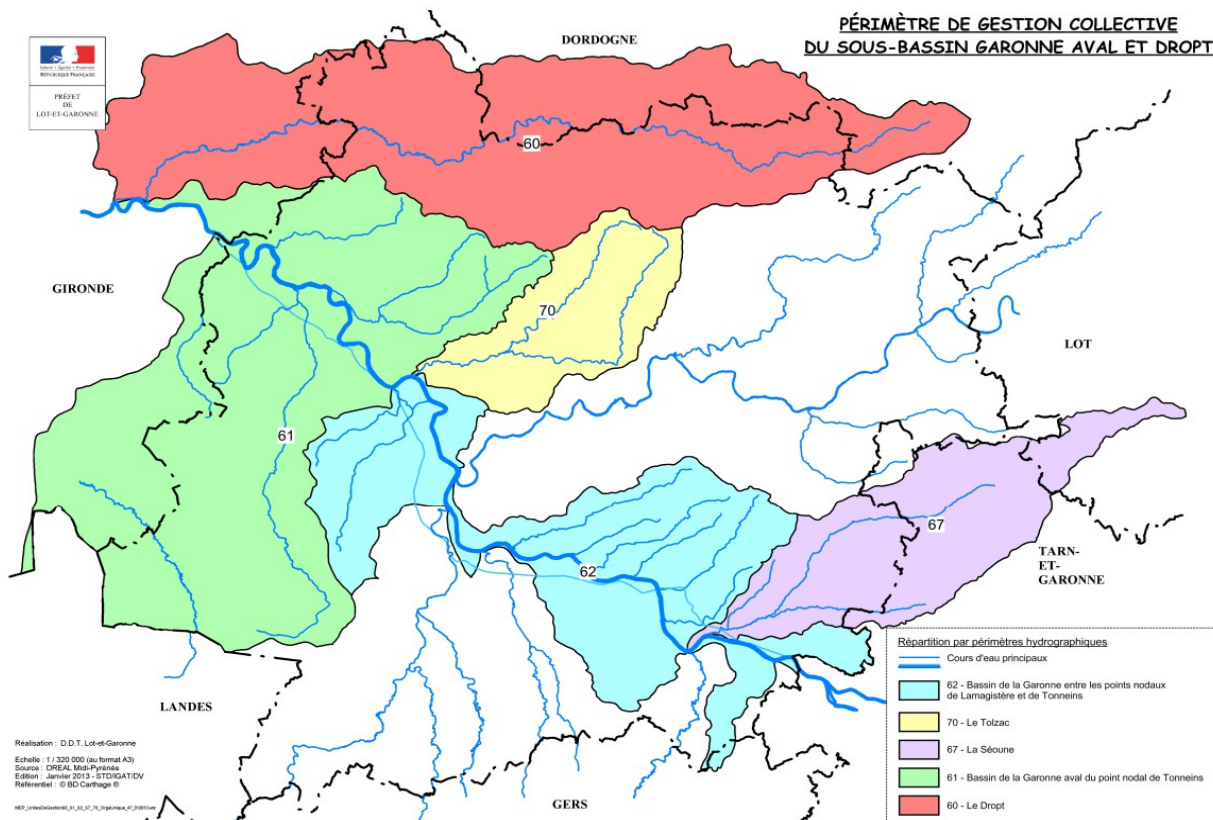 PÉRIMÈTRE DE GESTION COLLECTIVE
DU SOUS-BASSIN GARONNE AVAL ET DROPT
Liberté • Égalité • Fraternité
RÉPUBLIQUE FRANÇAISE
PRÉFET
DE
LOT-ET-GARONNE
DORDOGNE
60
GIRONDE
70
LOT
61
67
TARN-
ET-
GARONNE
62
LANDES
GERS
Répartition par périmètres hydrographiques
Cours d'eau principaux
62 - Bassin de la Garonne entre les points nodaux
de Lamagistère et de Tonneins
70 - Le Tolzac
67 - La Séoune
61 - Bassin de la Garonne aval du point nodal de Tonneins
60 - Le Dropt
Réalisation : D.D.T. Lot-et-Garonne
Echelle : 1 / 320 000 (au format A3)
Source : DREAL Midi-Pyrénée
Edition : Janvier 2013 - STD/IGAT/DV
Référentiel : © BD Carthage ®